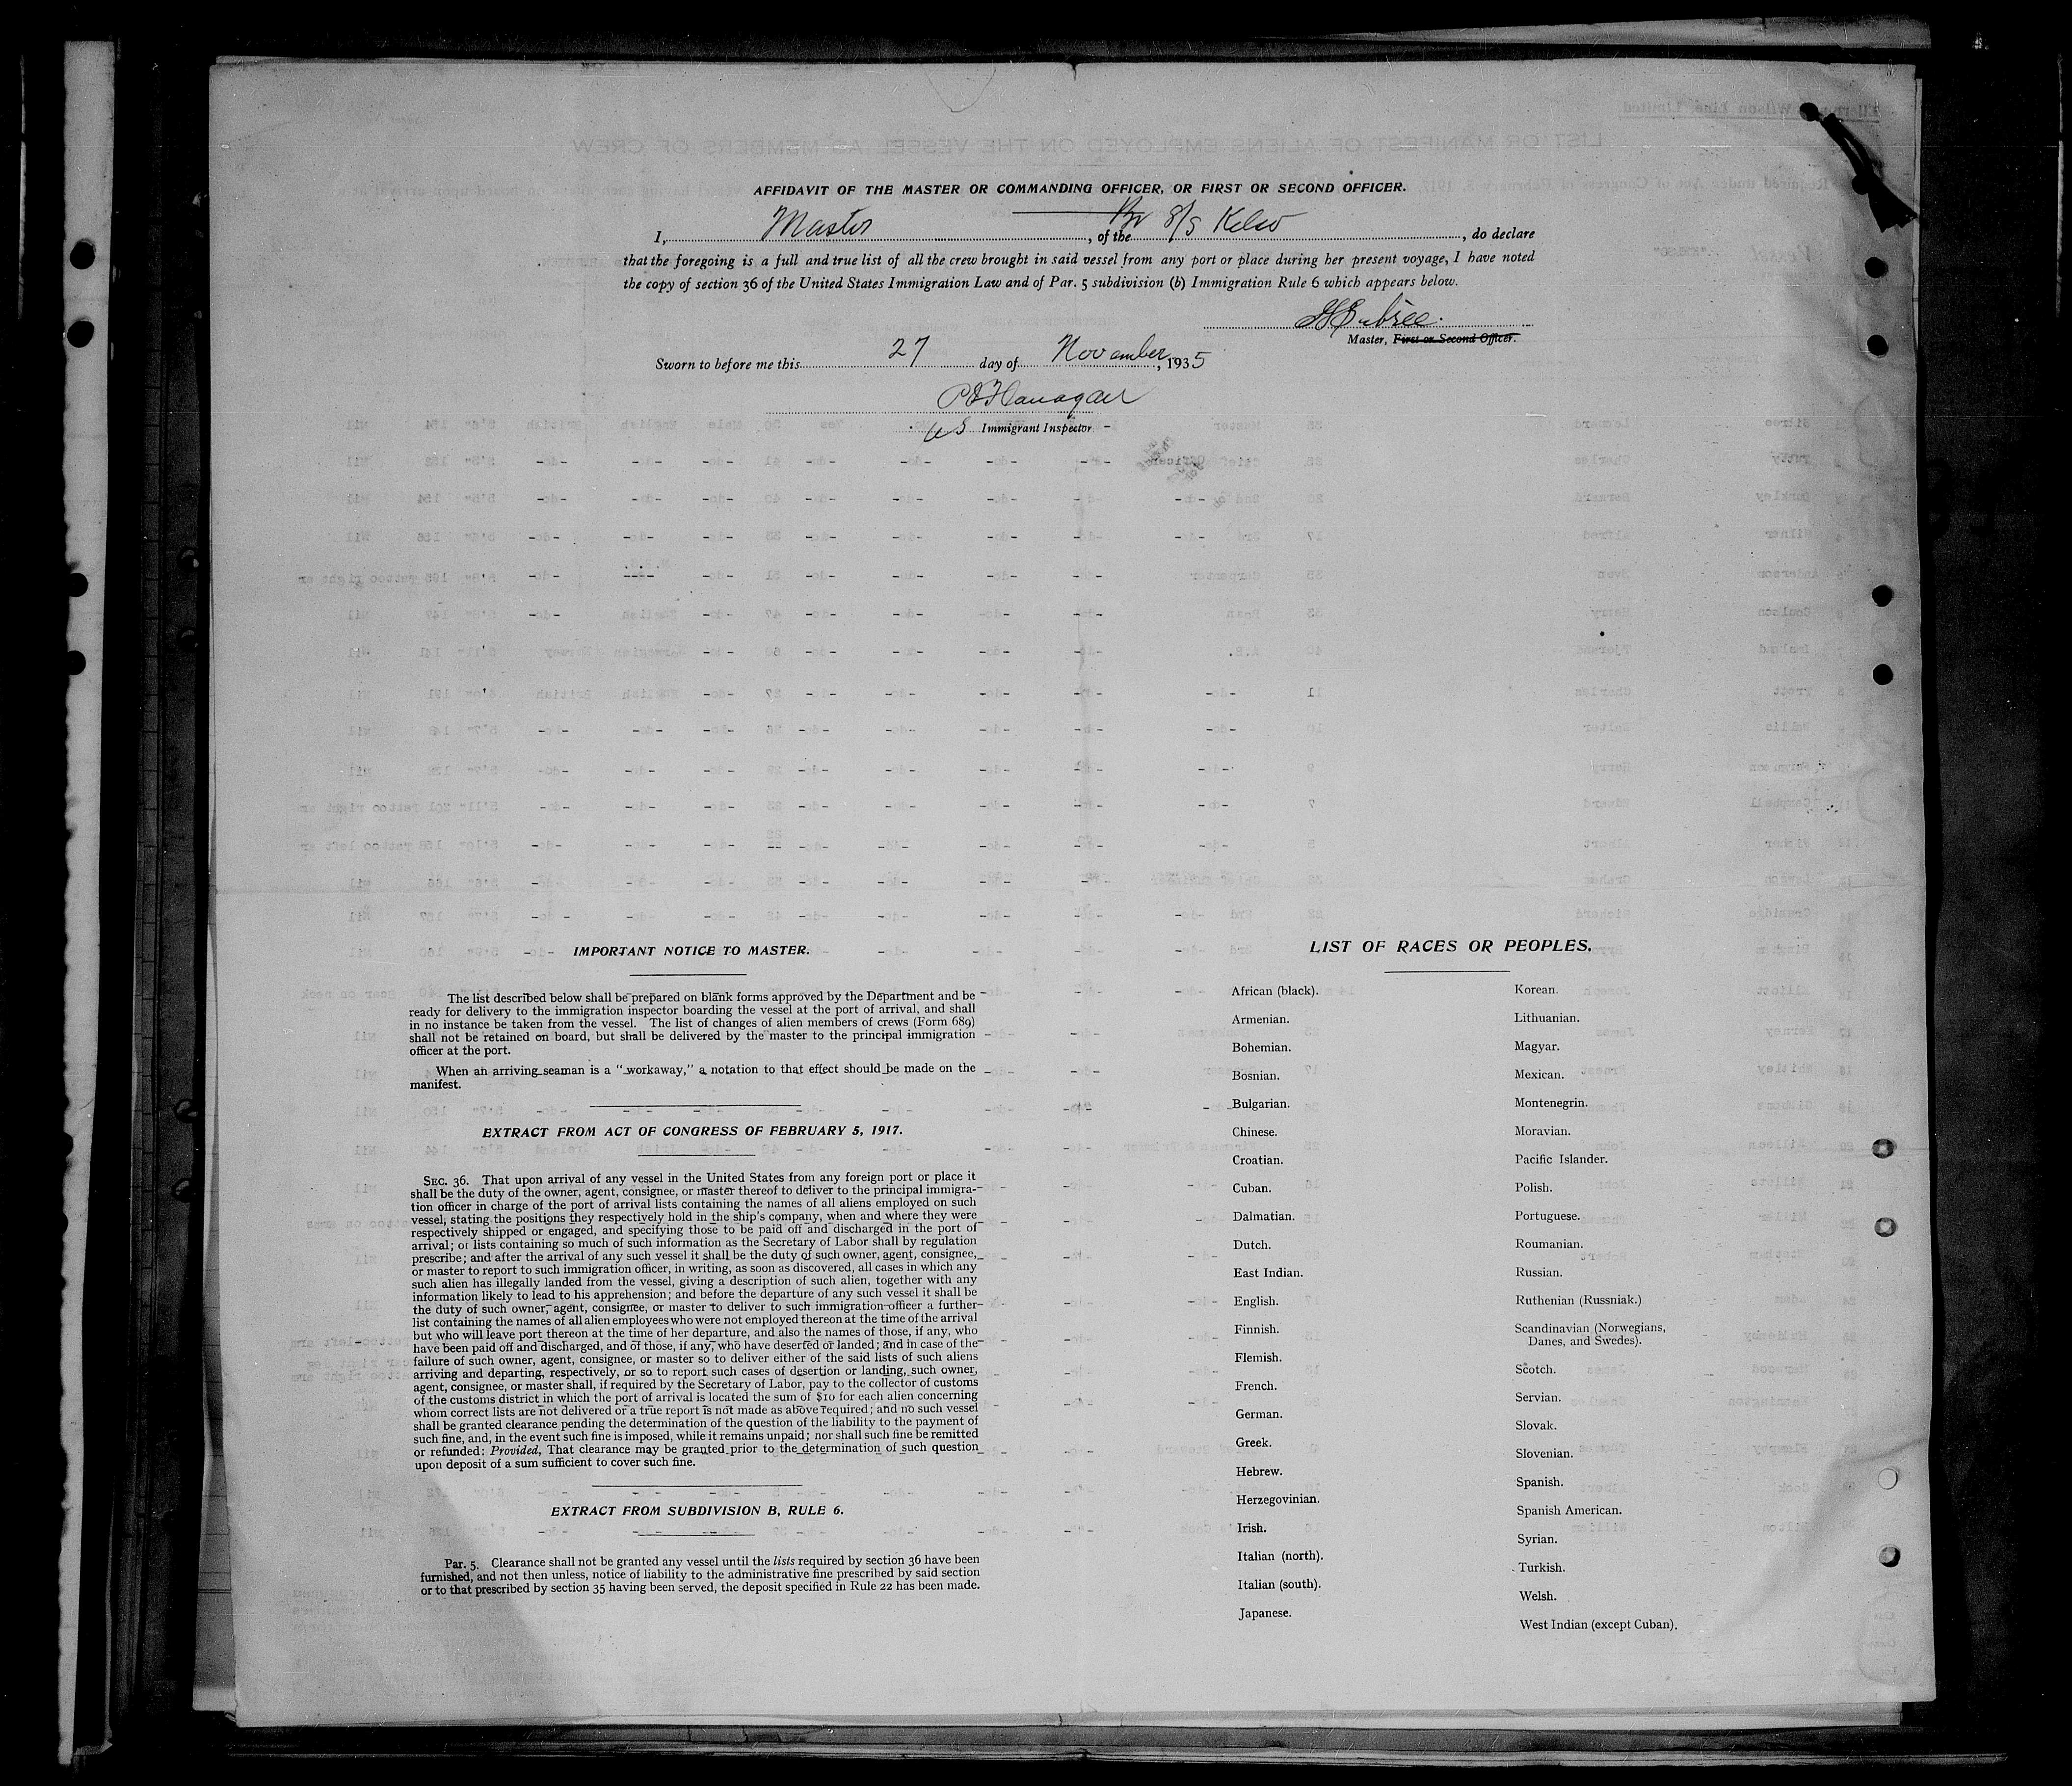 AFFIDAVIT OF THE MASTER OR COMMANDING OFFICER, OR FIRST OR SECOND OFFICER.
I, Master , of the Br S/S Kelso , do declare
that the foregoing is a full and true list of all the crew brought in said vessel from any port or place during her present voyage, I have noted
the copy of section 36 of the United States Immigration Law and of Par. 5 subdivision (b) Immigration Rule 6 which appears below.
Master, First or Second Officer.
Sworn to before me this 27 day of November, 1935
Flanagan
US Immigrant Inspector
IMPORTANT NOTICE TO MASTER.
The list described below shall be prepared on blank forms approved by the Department and be
ready for delivery to the immigration inspector boarding the vessel at the port of arrival, and shall
in no instance be taken from the vessel. The list of changes of alien members of crews (Form 689)
shall not be retained on board, but shall be delivered by the master to the principal immigration
officer at the port.
When an arriving seaman is a "workaway," a notation to that effect should be made on the
manifest.
EXTRACT FROM ACT OF CONGRESS OF FEBRUARY 5, 1917.
SEC. 36. That upon arrival of any vessel in the United States from any foreign port or place it
shall be the duty of the owner, agent, consignee, or master thereof to deliver to the principal immigra-
tion officer in charge of the port of arrival lists containing the names of all aliens employed on such
vessel, stating the positions they respectively hold in the ship's company, when and where they were
respectively shipped or engaged, and specifying those to be paid off and discharged in the port of
arrival; or lists containing so much of such information as the Secretary of Labor shall by regulation
prescribe; and after the arrival of any such vessel it shall be the duty of such owner, agent, consignee,
or master to report to such immigration officer, in writing, as soon as discovered, all cases in which any
such alien has illegally landed from the vessel, giving a description of such alien, together with any
information likely to lead to his apprehension; and before the departure of any such vessel it shall be
the duty of such owner, agent, consignee, or master to deliver to such immigration officer a further
list containing the names of all alien employees who were not employed thereon at the time of the arrival
but who will leave port thereon at the time of her departure, and also the names of those, if any, who
have been paid off and discharged, and of those, if any, who have deserted or landed; and in case of the
failure of such owner, agent, consignee, or master so to deliver either of the said lists of such aliens
arriving and departing, respectively, or so to report such cases of desertion or landing, such owner,
agent, consignee, or master shall, if required by the Secretary of Labor, pay to the collector of customs
of the customs district in which the port of arrival is located the sum of $10 for each alien concerning
whom correct lists are not delivered or a true report is not made as above required; and no such vessel
shall be granted clearance pending the determination of the question of the liability to the payment of
such fine, and, in the event such fine is imposed, while it remains unpaid; nor shall such fine be remitted
or refunded: Provided, That clearance may be granted prior to the determination of such question
upon deposit of a sum sufficient to cover such fine.
EXTRACT FROM SUBDIVISION B, RULE 6.
Par. 5. Clearance shall not be granted any vessel until the lists required by section 36 have been
furnished, and not then unless, notice of liability to the administrative fine prescribed by said section
or to that prescribed by section 35 having been served, the deposit specified in Rule 22 has been made.
LIST OF RACES OR PEOPLES.
African (black).
Armenian.
Bohemian.
Bosnian.
Bulgarian.
Chinese.
Croatian.
Cuban.
Dalmatian.
Dutch.
East Indian.
English.
Finnish.
Flemish.
French.
German.
Greek.
Hebrew.
Herzegovinian.
Irish.
Italian (north).
Italian (south).
Japanese.
Korean.
Lithuanian.
Magyar.
Mexican.
Montenegrin.
Moravian.
Pacific Islander.
Polish.
Portuguese.
Roumanian.
Russian.
Ruthenian (Russniak.)
Scandinavian (Norwegians,
Danes, and Swedes).
Scotch.
Servian.
Slovak.
Slovenian.
Spanish.
Spanish American.
Syrian.
Turkish.
Welsh.
West Indian (except Cuban).